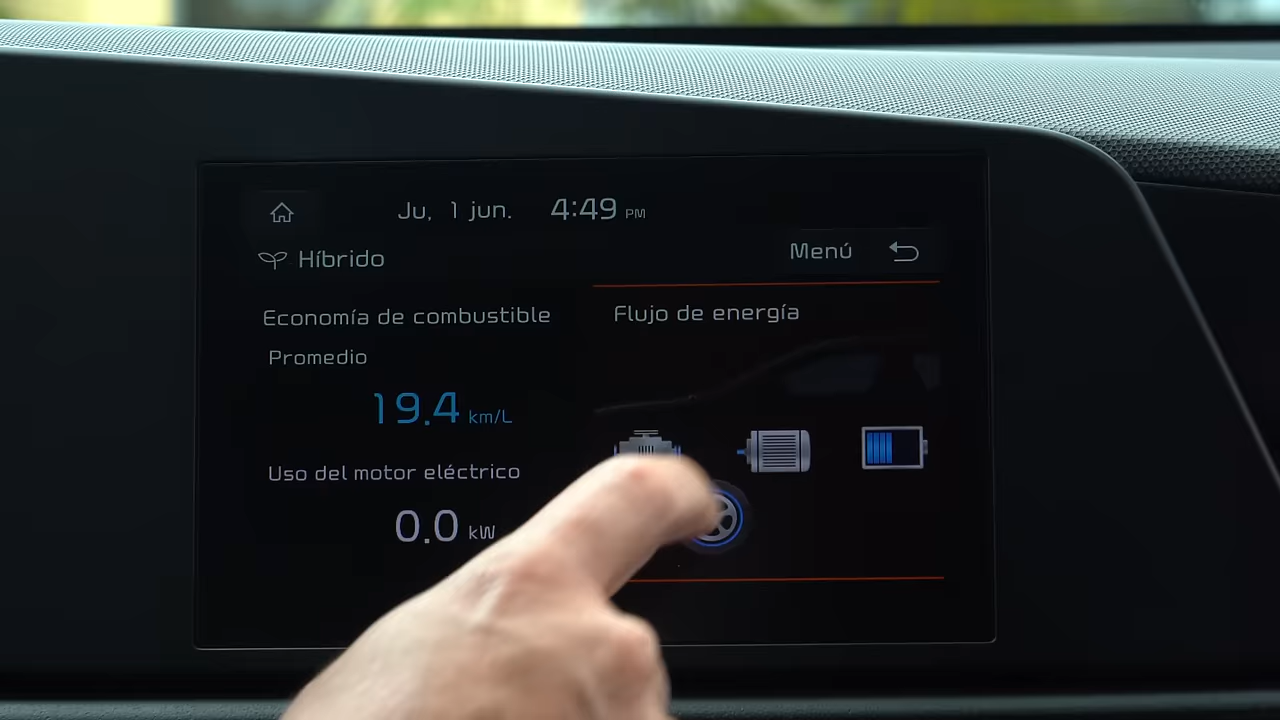 Ju, 1 jun. 4:49 PM
Híbrido
Menú
Economía de combustible
Flujo de energía
Promedio
19.4 km/L
Uso del motor eléctrico
0.0 kW